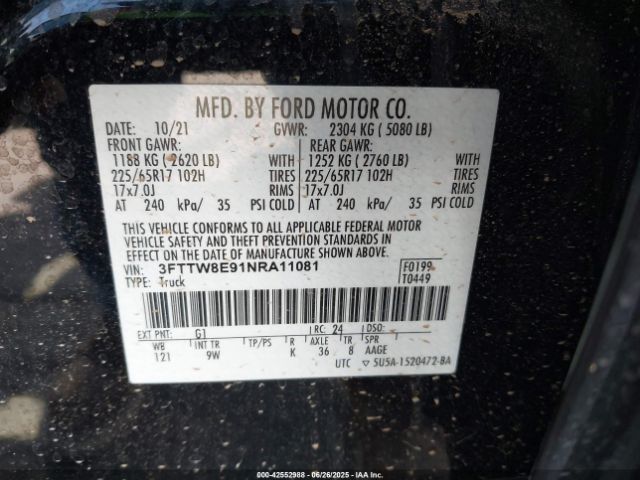 MFD. BY FORD MOTOR CO.
DATE: 10/21 GVWR: 2304 KG ( 5080 LB)
FRONT GAWR: REAR GAWR:
1188 KG ( 2620 LB) WITH 1252 KG ( 2760 LB) WITH
225/65R17 102H TIRES 225/65R17 102H TIRES
17x7.0J RIMS 17x7.0J RIMS
AT 240 kPa/ 35 PSI COLD AT 240 kPa/ 35 PSI COLD
THIS VEHICLE CONFORMS TO ALL APPLICABLE FEDERAL MOTOR
VEHICLE SAFETY AND THEFT PREVENTION STANDARDS IN
EFFECT ON THE DATE OF MANUFACTURE SHOWN ABOVE.
VIN: 3FTTW8E91NRA11081 F0199
TYPE: Truck T0449
EXT PNT: G1 RC: 24 DSO:
WB INT TR TP/PS R AXLE TR SPR
121 9W K 36 8 AAGE
UTC ▽ 5U5A-1520472-BA
000-42552988 - 06/26/2025 - IAA Inc.